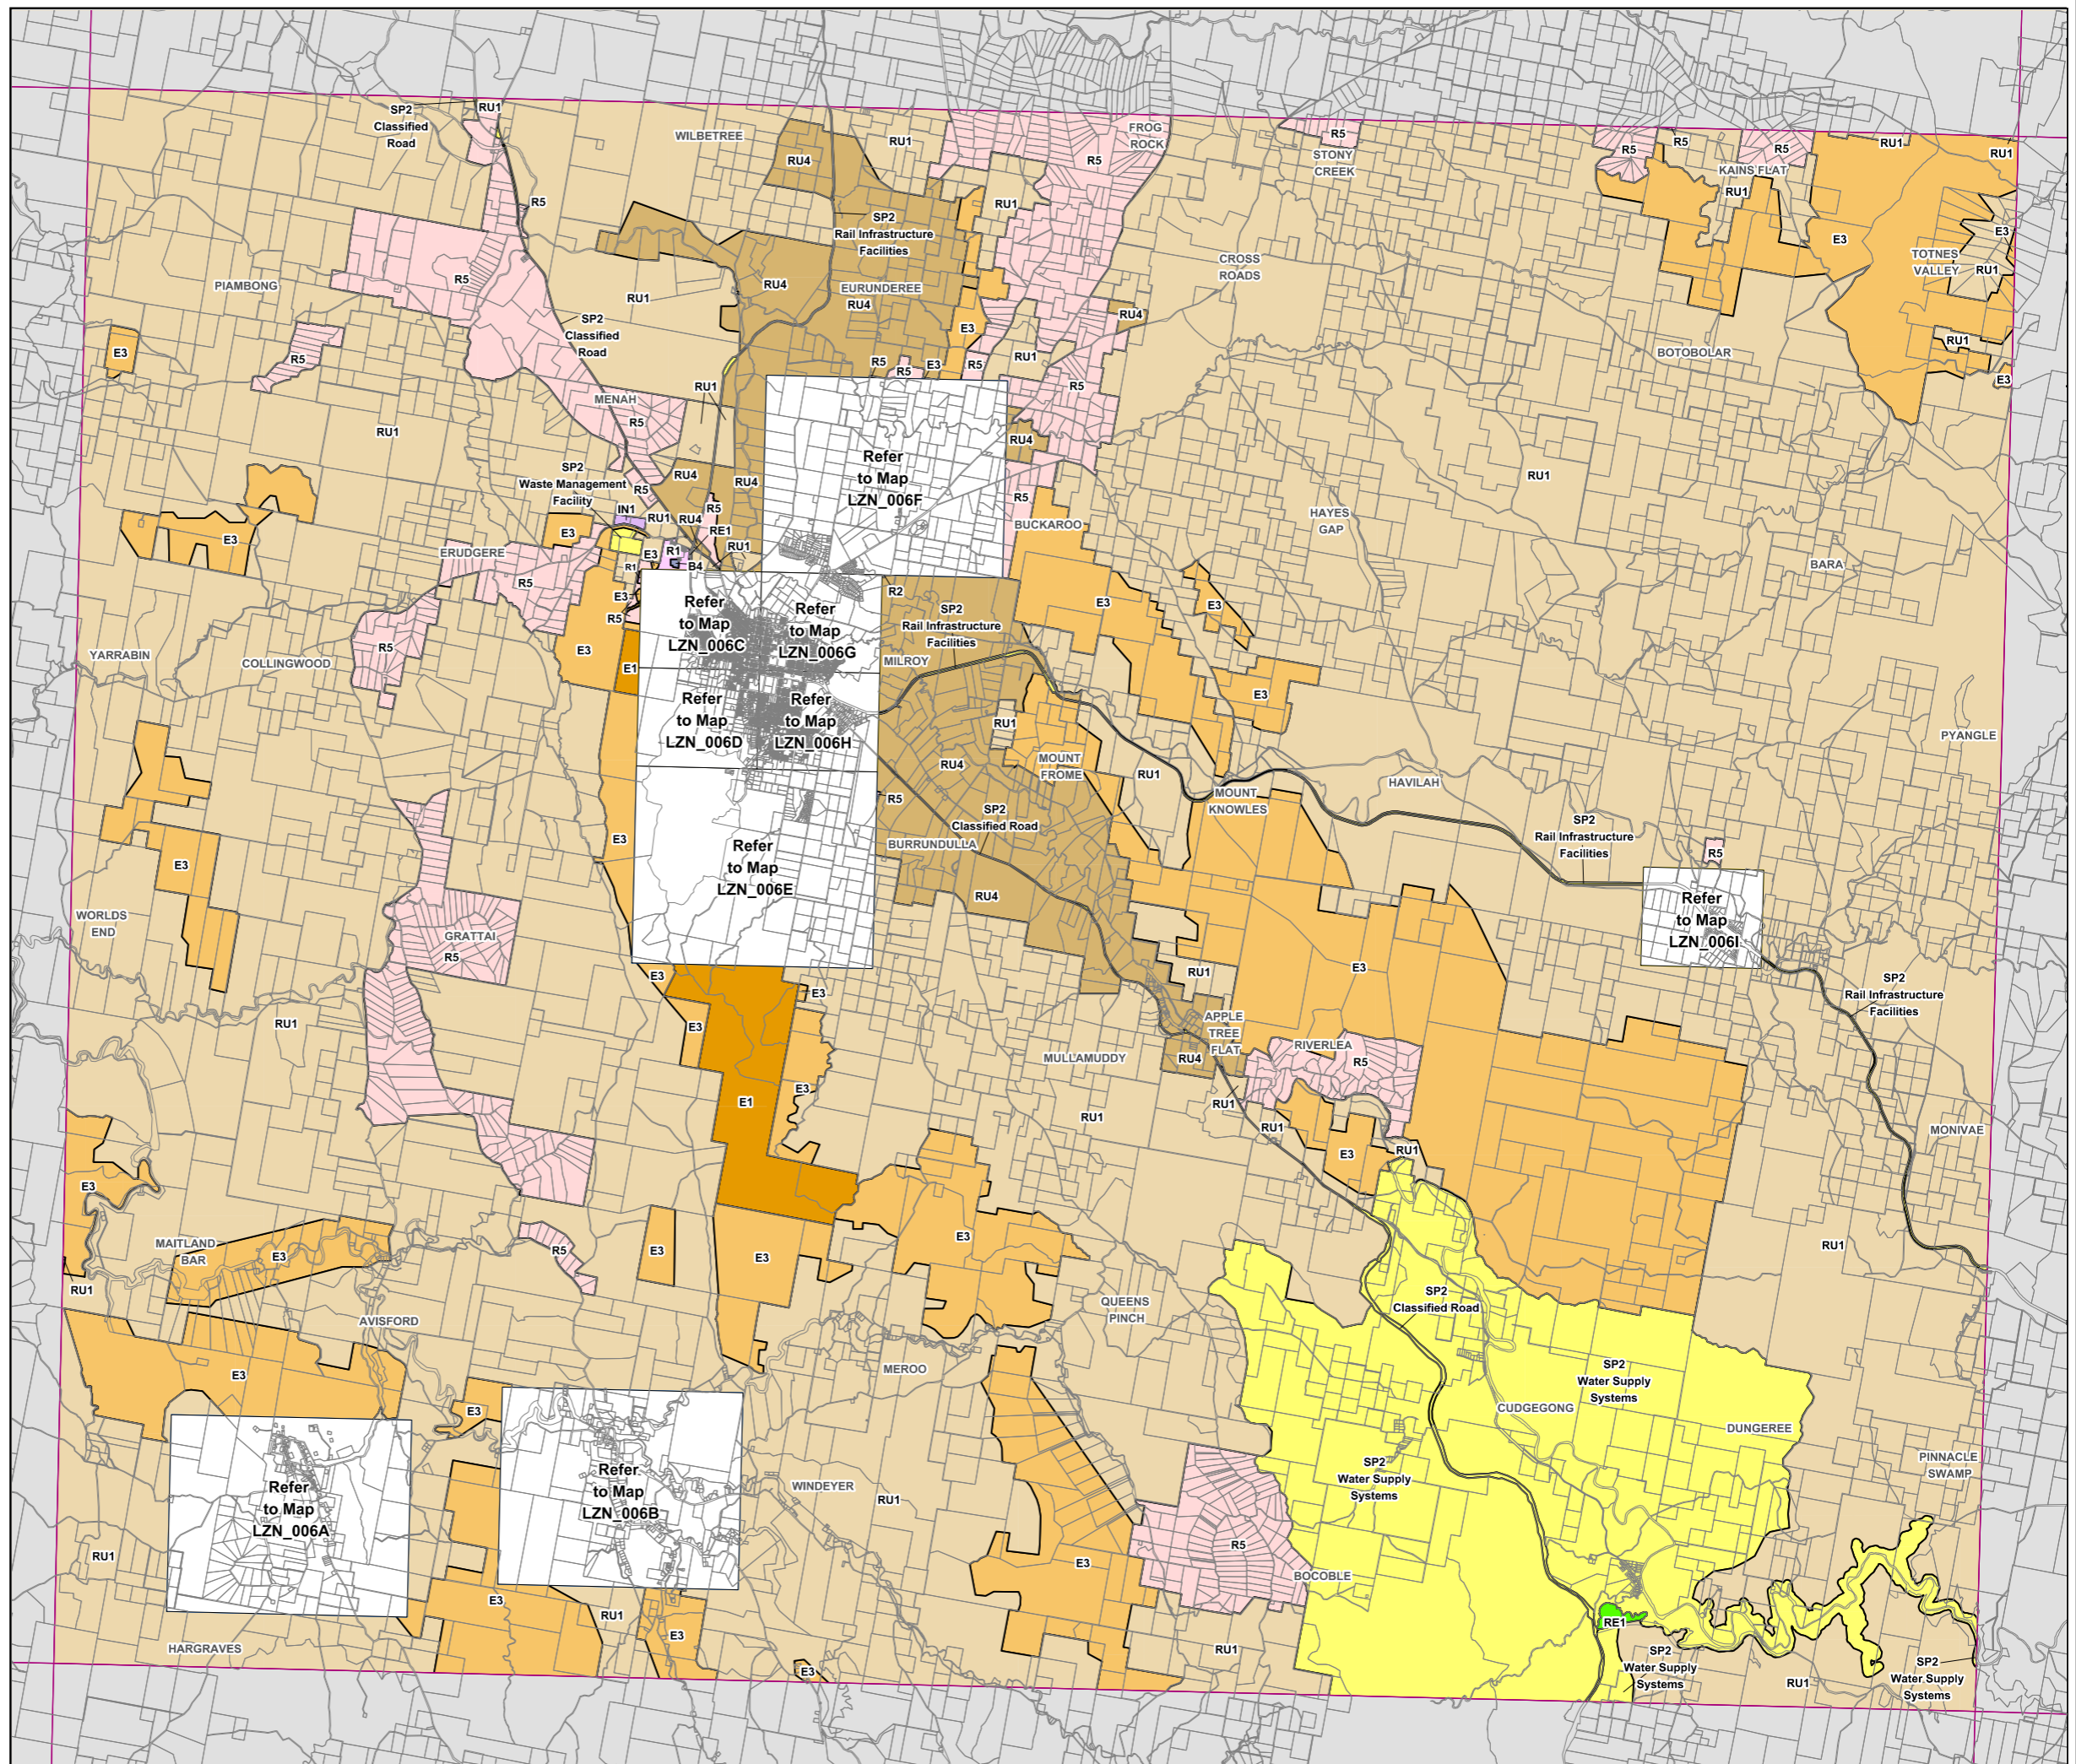 SP2
Classified
Road
RU1
WILBETREE
RU4
RU1
FROG
ROCK
R5
R5
STONY
CREEK
R5
R5
KAINS FLAT
RU1
RU1
RU1
R5
SP2
Rail Infrastructure
Facilities
RU1
E3
TOTNES
VALLEY
E3
RU1
PIAMBONG
R5
RU1
RU4
EURUNDEREE
RU4
CROSS
ROADS
SP2
Classified
Road
E3
R5
E3
RU4
RU1
RU1
BOTOBOLAR
E3
R5
R5
E3
R5
RU1
R5
MENAH
R5
RU1
RU4
RU1
SP2
Waste Management
Facility
R5
RU4
RU4
Refer
to Map
LZN_006F
R5
BUCKAROO
HAYES
GAP
IN1
RU1
RU4
R5
RE1
RU1
E3
E3
ERUDGERE
R5
E3
R1
R1
B4
BARA
E3
R5
Refer
to Map
LZN_006C
Refer
to Map
LZN_006G
R2
SP2
Rail Infrastructure
Facilities
E3
E3
YARRABIN
COLLINGWOOD
R5
E3
E1
MILROY
E3
Refer
to Map
LZN_006D
Refer
to Map
LZN_006H
RU1
RU4
MOUNT
FROME
RU1
PYANGLE
HAVILAH
MOUNT
KNOWLES
R5
SP2
Classified Road
BURRUNDULLA
E3
E3
Refer
to Map
LZN_006E
SP2
Rail Infrastructure
Facilities
R5
RU4
Refer
to Map
LZN_006I
WORLDS
END
GRATTAI
R5
E3
E3
RU1
E3
SP2
Rail Infrastructure
Facilities
RU1
E3
APPLE
TREE
FLAT
RIVERLEA
R5
MULLAMUDDY
RU4
E1
E3
RU1
RU1
RU1
MONIVAE
E3
RU1
E3
MAITLAND
BAR
E3
R5
E3
E3
E3
RU1
RU1
QUEENS
PINCH
SP2
Classified Road
AVISFORD
E3
MEROO
SP2
Water Supply
Systems
E3
CUDGEGONG
DUNGEREE
PINNACLE
SWAMP
Refer
to Map
LZN_006A
Refer
to Map
LZN_006B
WINDEYER
RU1
SP2
Water Supply
Systems
RU1
R5
E3
BOCOBLE
E3
RU1
E3
RE1
HARGRAVES
E3
RU1
SP2
Water Supply
Systems
RU1
SP2
Water Supply
Systems